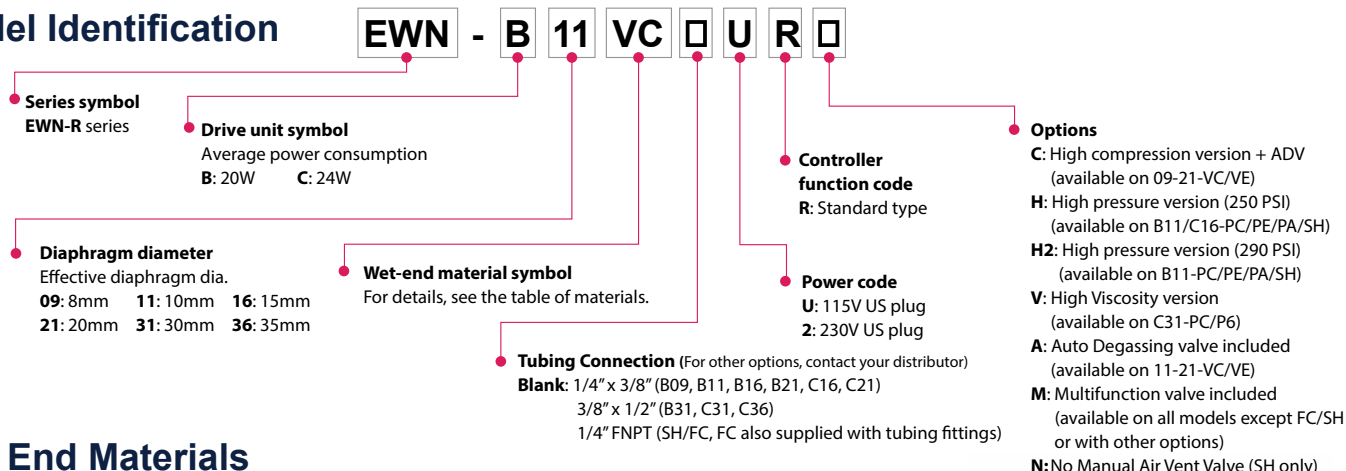 del Identification
EWN - B 11 VC □ U R □
Series symbol
EWN-R series
Drive unit symbol
Average power consumption
B: 20W C: 24W
Diaphragm diameter
Effective diaphragm dia.
09: 8mm 11: 10mm 16: 15mm
21: 20mm 31: 30mm 36: 35mm
Wet-end material symbol
For details, see the table of materials.
Tubing Connection (For other options, contact your distributor)
Blank: 1/4” x 3/8” (B09, B11, B16, B21, C16, C21)
3/8” x 1/2” (B31, C31, C36)
1/4” FNPT (SH/FC, FC also supplied with tubing fittings)
Power code
U: 115V US plug
2: 230V US plug
Controller
function code
R: Standard type
Options
C: High compression version + ADV
(available on 09-21-VC/VE)
H: High pressure version (250 PSI)
(available on B11/C16-PC/PE/PA/SH)
H2: High pressure version (290 PSI)
(available on B11-PC/PE/PA/SH)
V: High Viscosity version
(available on C31-PC/P6)
A: Auto Degassing valve included
(available on 11-21-VC/VE)
M: Multifunction valve included
(available on all models except FC/SH
or with other options)
N: No Manual Air Vent Valve (SH only)
End Materials